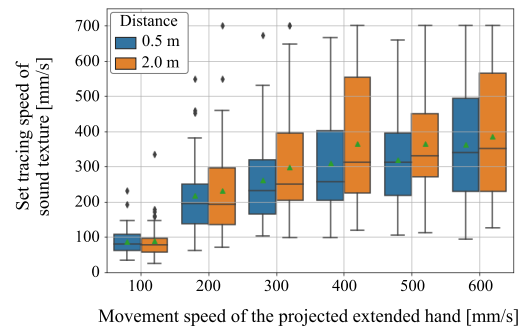 Distance
0.5 m
2.0 m
Set tracing speed of
sound texture [mm/s]
700
600
500
400
300
200
100
0
100 200 300 400 500 600
Movement speed of the projected extended hand [mm/s]